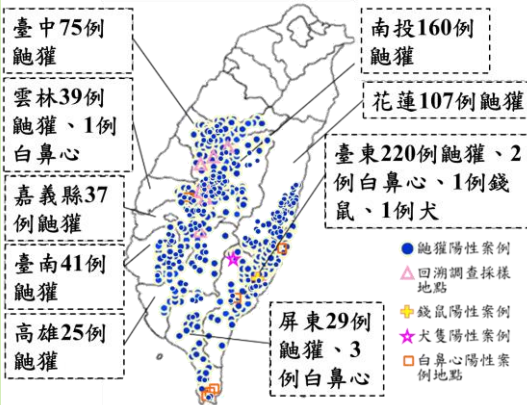 臺中75例
鼬獾
南投160例
鼬獾
雲林39例
鼬獾、1例
白鼻心
花蓮107例鼬獾
臺東220例鼬獾、2
例白鼻心、1例錢
鼠、1例犬
嘉義縣37
例鼬獾
臺南41例
鼬獾
高雄25例
鼬獾
屏東29例
鼬獾、3
例白鼻心
鼬獾陽性案例
回溯調查採樣
地點
錢鼠陽性案例
犬隻陽性案例
白鼻心陽性案
例地點